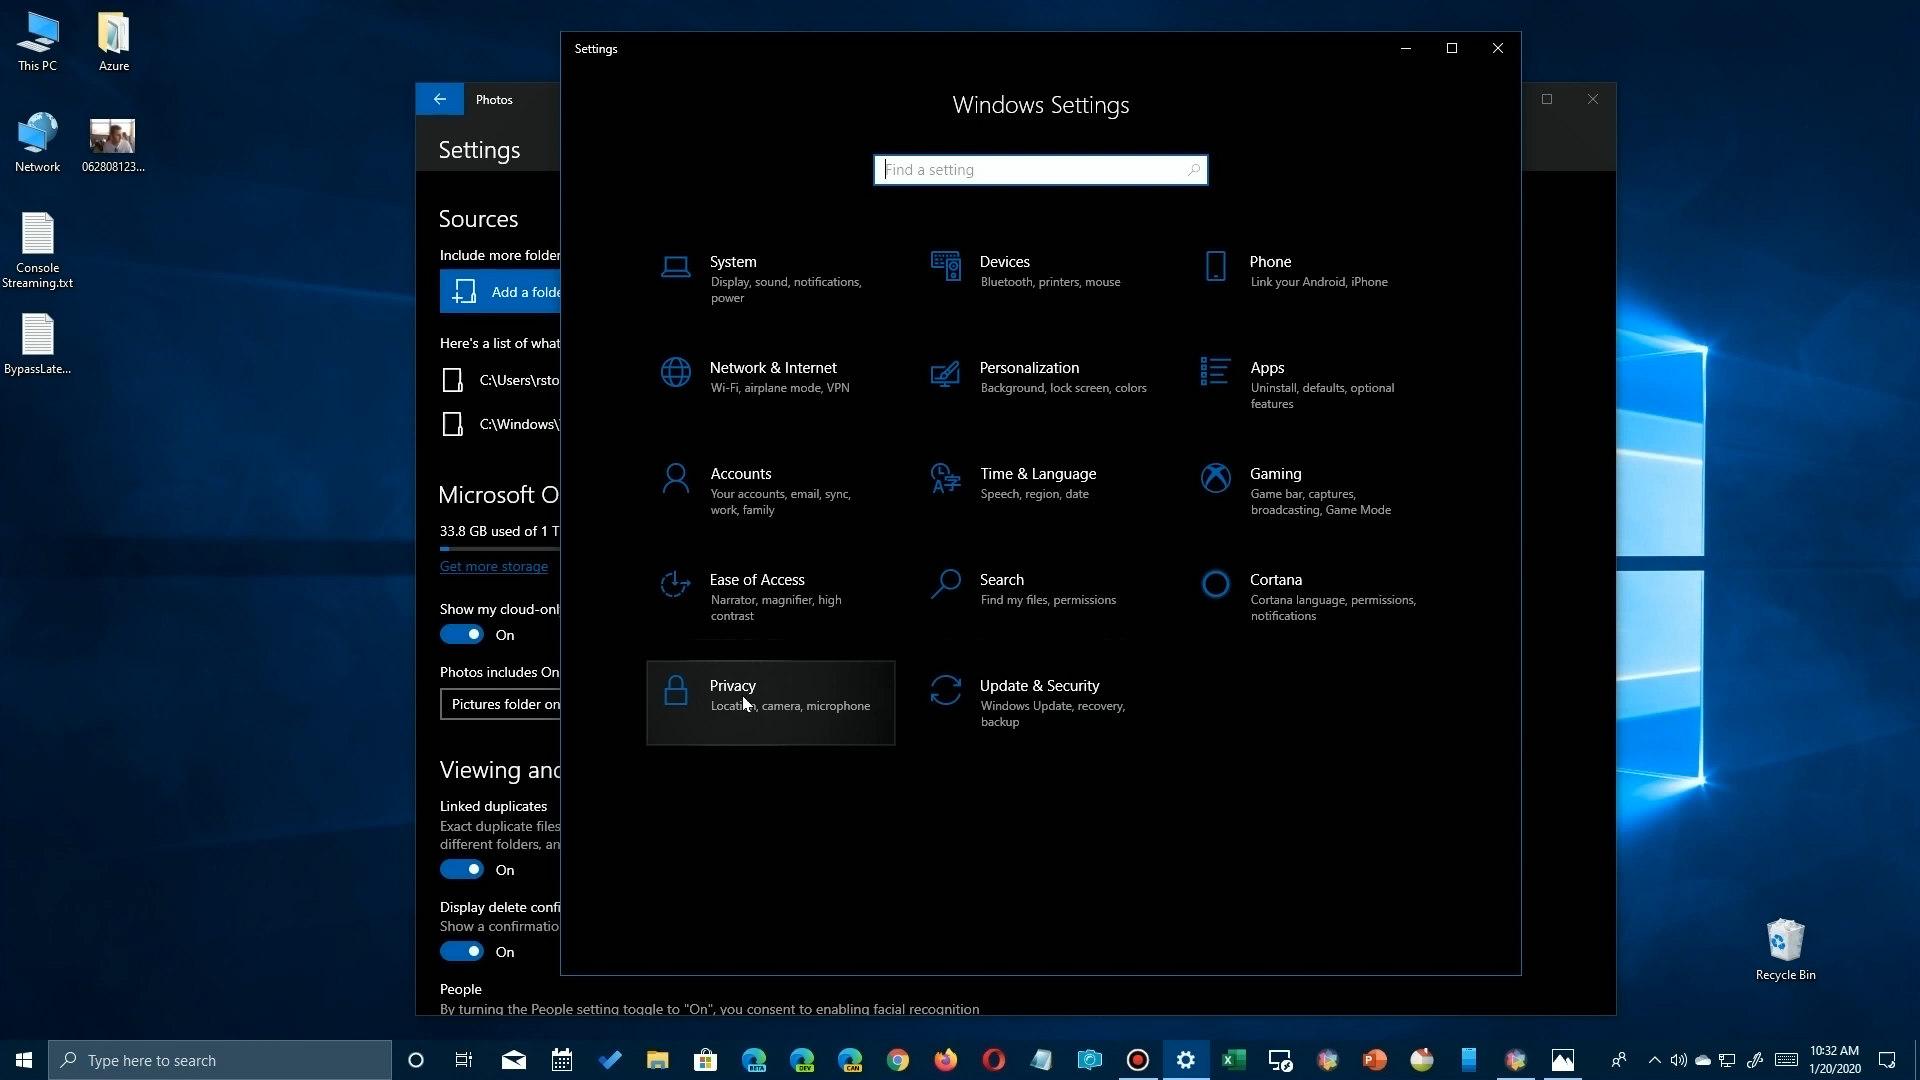 This PC
Azure
Network
062808123...
Console
Streaming.txt
BypassLate...
Photos
Settings
Sources
Include more folder
Add a folde
Here's a list of what
C:\Users\rsto
C:\Windows\
Microsoft O
33.8 GB used of 1 T
Get more storage
Show my cloud-onl
On
Photos includes On
Pictures folder on
Viewing and
Linked duplicates
Exact duplicate files
different folders, an
On
Display delete confi
Show a confirmatio
On
People
By turning the People setting toggle to "On", you consent to enabling facial recognition
Settings
Windows Settings
Find a setting
System
Display, sound, notifications,
power
Devices
Bluetooth, printers, mouse
Phone
Link your Android, iPhone
Network & Internet
Wi-Fi, airplane mode, VPN
Personalization
Background, lock screen, colors
Apps
Uninstall, defaults, optional
features
Accounts
Your accounts, email, sync,
work, family
Time & Language
Speech, region, date
Gaming
Game bar, captures,
broadcasting, Game Mode
Ease of Access
Narrator, magnifier, high
contrast
Search
Find my files, permissions
Cortana
Cortana language, permissions,
notifications
Privacy
Location, camera, microphone
Update & Security
Windows Update, recovery,
backup
Recycle Bin
Type here to search
BETA
DEV
CAN
10:32 AM
1/20/2020